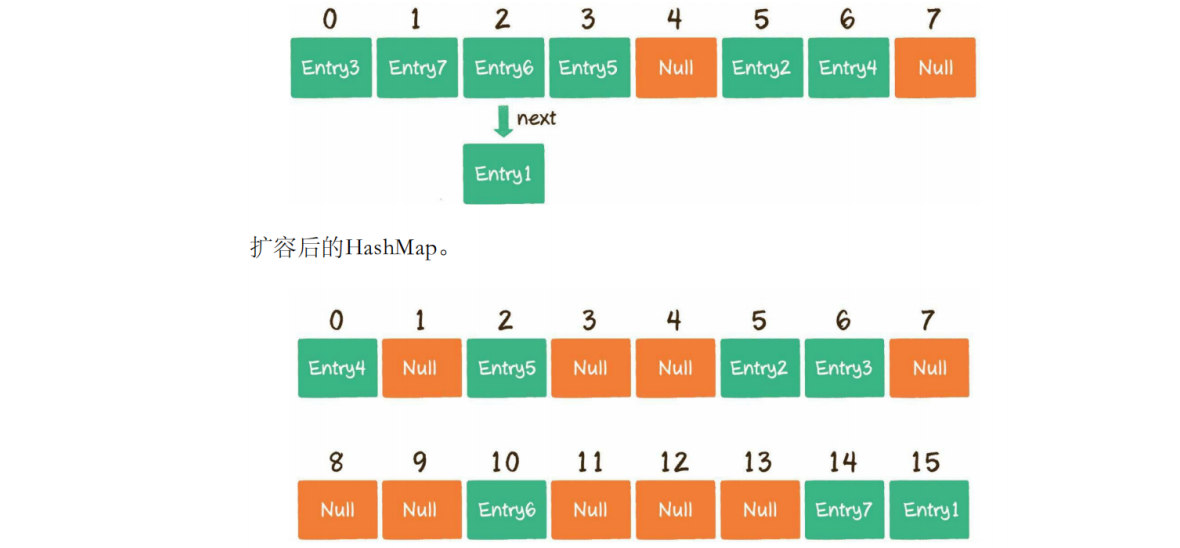 0 1 2 3 4 5 6 7
Entry3 Entry7 Entry6 Entry5 Null Entry2 Entry4 Null
next
Entry1
扩容后的HashMap。
0 1 2 3 4 5 6 7
Entry4 Null Entry5 Null Null Entry2 Entry3 Null
8 9 10 11 12 13 14 15
Null Null Entry6 Null Null Null Entry7 Entry1